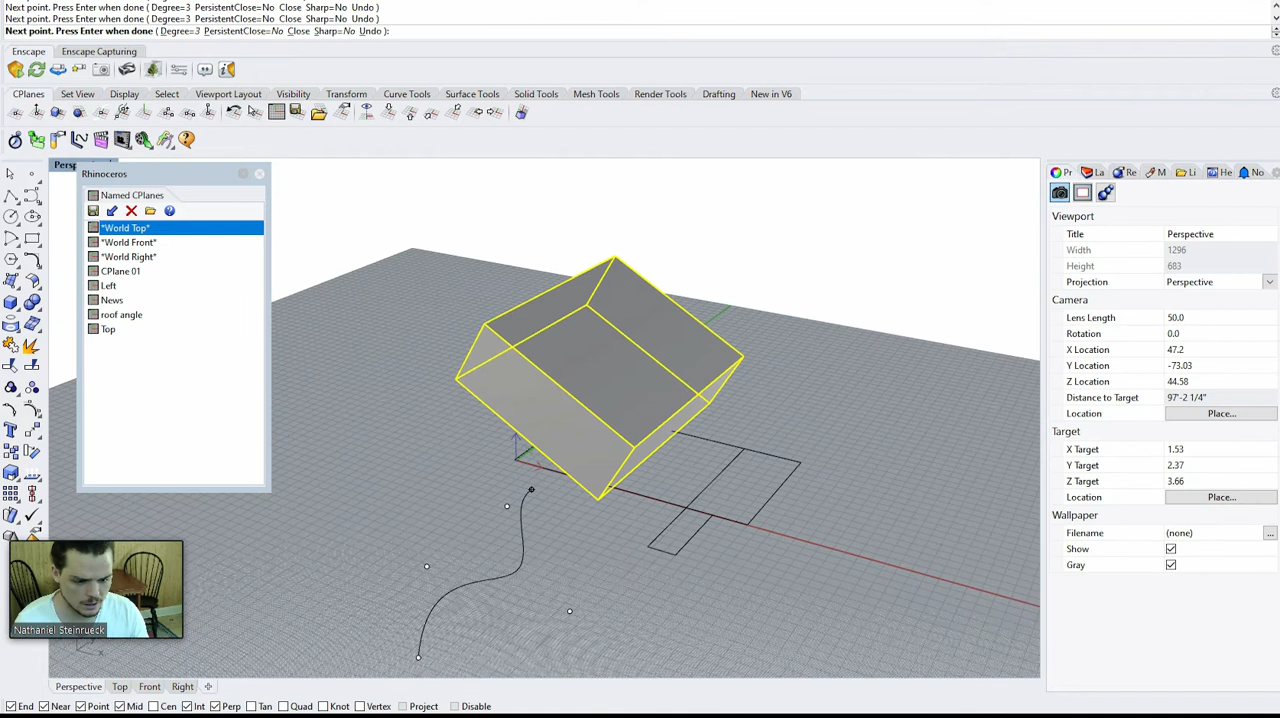 Next point. Press Enter when done ( Degree=3 PersistentClose=No Close Sharp=No Undo )
Next point. Press Enter when done ( Degree=3 PersistentClose=No Close Sharp=No Undo )
Next point. Press Enter when done ( Degree=3 PersistentClose=No Close Sharp=No Undo ):
Enscape Enscape Capturing
CPlanes Set View Display Select Viewport Layout Visibility Transform Curve Tools Surface Tools Solid Tools Mesh Tools Render Tools Drafting New in V6
Rhinoceros
Named CPlanes
*World Top*
*World Front*
*World Right*
CPlane 01
Left
News
roof angle
Top
Pr La Re M Li He No
Viewport
Title Perspective
Width 1296
Height 683
Projection Perspective
Camera
Lens Length 50.0
Rotation 0.0
X Location 47.2
Y Location -73.03
Z Location 44.58
Distance to Target 97'-2 1/4"
Location Place...
Target
X Target 1.53
Y Target 2.37
Z Target 3.66
Location Place...
Wallpaper
Filename (none) ...
Show
Gray
Nathaniel Steinrueck
x
Perspective Top Front Right
End Near Point Mid Cen Int Perp Tan Quad Knot Vertex Project Disable